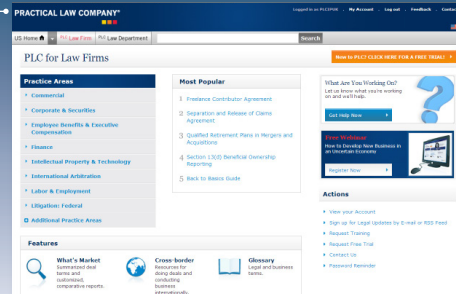 PRACTICAL LAW COMPANY®
Logged in as PLCLPUS . My Account . Log out . Feedback . Contact
US Home PLC Law Firm PLC Law Department Search
PLC for Law Firms
New to PLC? CLICK HERE FOR A FREE TRIAL!
Practice Areas
Commercial
Corporate & Securities
Employee Benefits & Executive
Compensation
Finance
Intellectual Property & Technology
International Arbitration
Labor & Employment
Litigation: Federal
Additional Practice Areas
Most Popular
1 Freelance Contributor Agreement
2 Separation and Release of Claims
Agreement
3 Qualified Retirement Plans in Mergers and
Acquisitions
4 Section 13(d) Beneficial Ownership
Reporting
5 Back to Basics Guide
What Are You Working On?
Let us know what you're working
on and we'll help.
Get Help Now
Free Webinar
How to Develop New Business in
an Uncertain Economy
Register Now
Actions
View your Account
Sign up for Legal Updates by E-mail or RSS Feed
Request Training
Request Free Trial
Contact Us
Password Reminder
Features
What's Market
Summarized deal
terms and
customized,
comparative reports.
Cross-border
Resources for
doing deals and
conducting
business
internationally.
Glossary
Legal and business
terms.